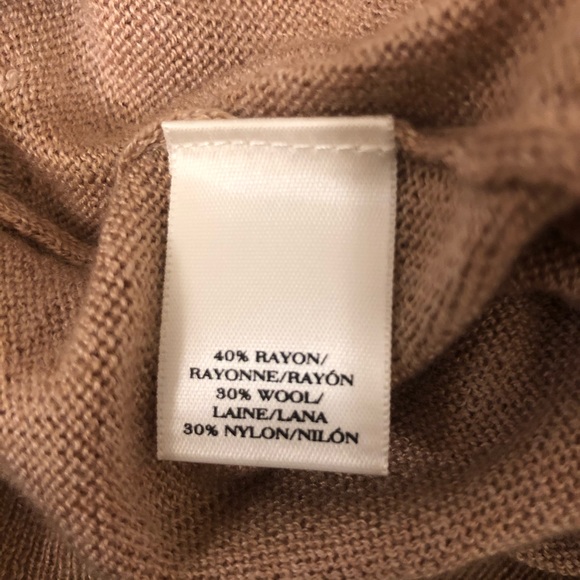 40% RAYON/
RAYONNE/RAYÓN
30% WOOL/
LAINE/LANA
30% NYLON/NILÓN